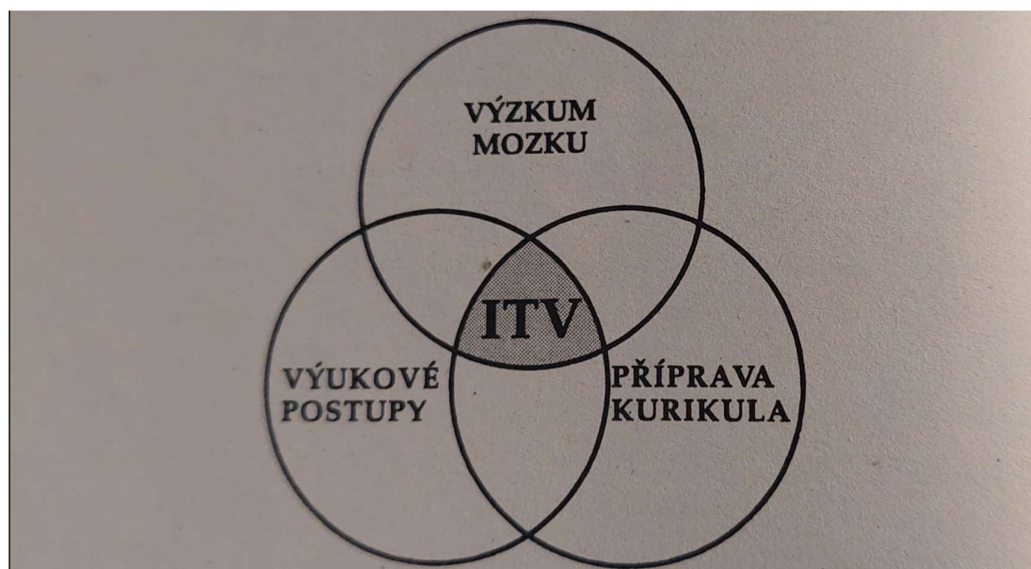 VÝZKUM
MOZKU
ITV
VÝUKOVÉ
POSTUPY
PŘÍPRAVA
KURIKULA